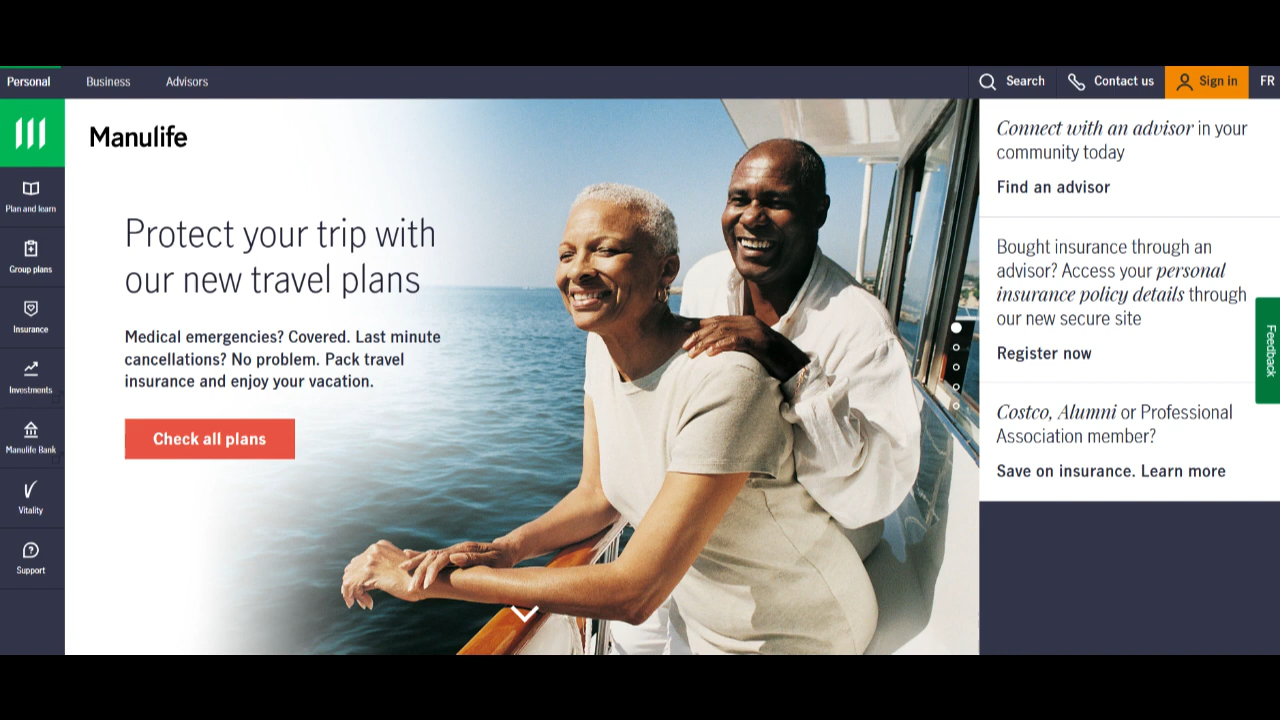 Personal
Business
Advisors
Search
Contact us
Sign in
FR
Plan and learn
Group plans
Insurance
Investments
Manulife Bank
Vitality
Support
Manulife
Protect your trip with
our new travel plans
Medical emergencies? Covered. Last minute
cancellations? No problem. Pack travel
insurance and enjoy your vacation.
Check all plans
Connect with an advisor in your
community today
Find an advisor
Bought insurance through an
advisor? Access your personal
insurance policy details through
our new secure site
Register now
Costco, Alumni or Professional
Association member?
Save on insurance. Learn more
Feedback